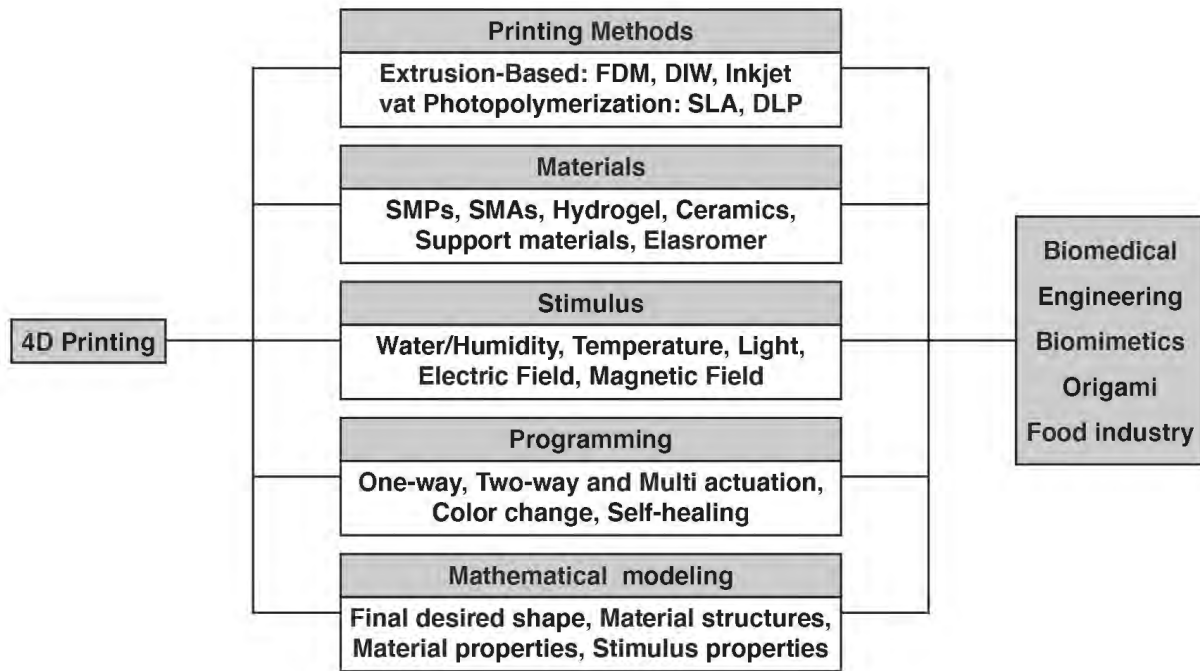 Printing Methods
Extrusion-Based: FDM, DIW, Inkjet
vat Photopolymerization: SLA, DLP
Materials
SMPs, SMAs, Hydrogel, Ceramics,
Support materials, Elasromer
Stimulus
Water/Humidity, Temperature, Light,
Electric Field, Magnetic Field
Programming
One-way, Two-way and Multi actuation,
Color change, Self-healing
Mathematical modeling
Final desired shape, Material structures,
Material properties, Stimulus properties
4D Printing
Biomedical
Engineering
Biomimetics
Origami
Food industry